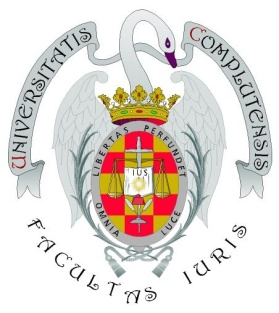 UNIVERSITATIS COMPLUTENSIS
LIBERTAS PERFUNDET
OMNIA LUCE
IUS
FACULTAS IURIS